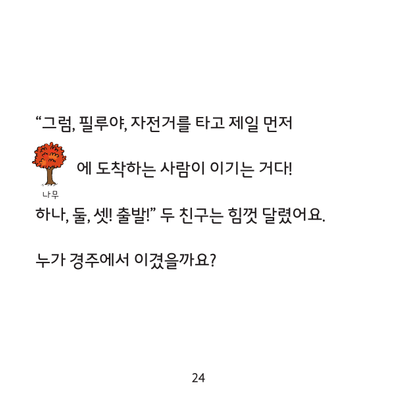 “그럼, 필루야, 자전거를 타고 제일 먼저
에 도착하는 사람이 이기는 거다!
나무
하나, 둘, 셋! 출발!” 두 친구는 힘껏 달렸어요.
누가 경주에서 이겼을까요?
24